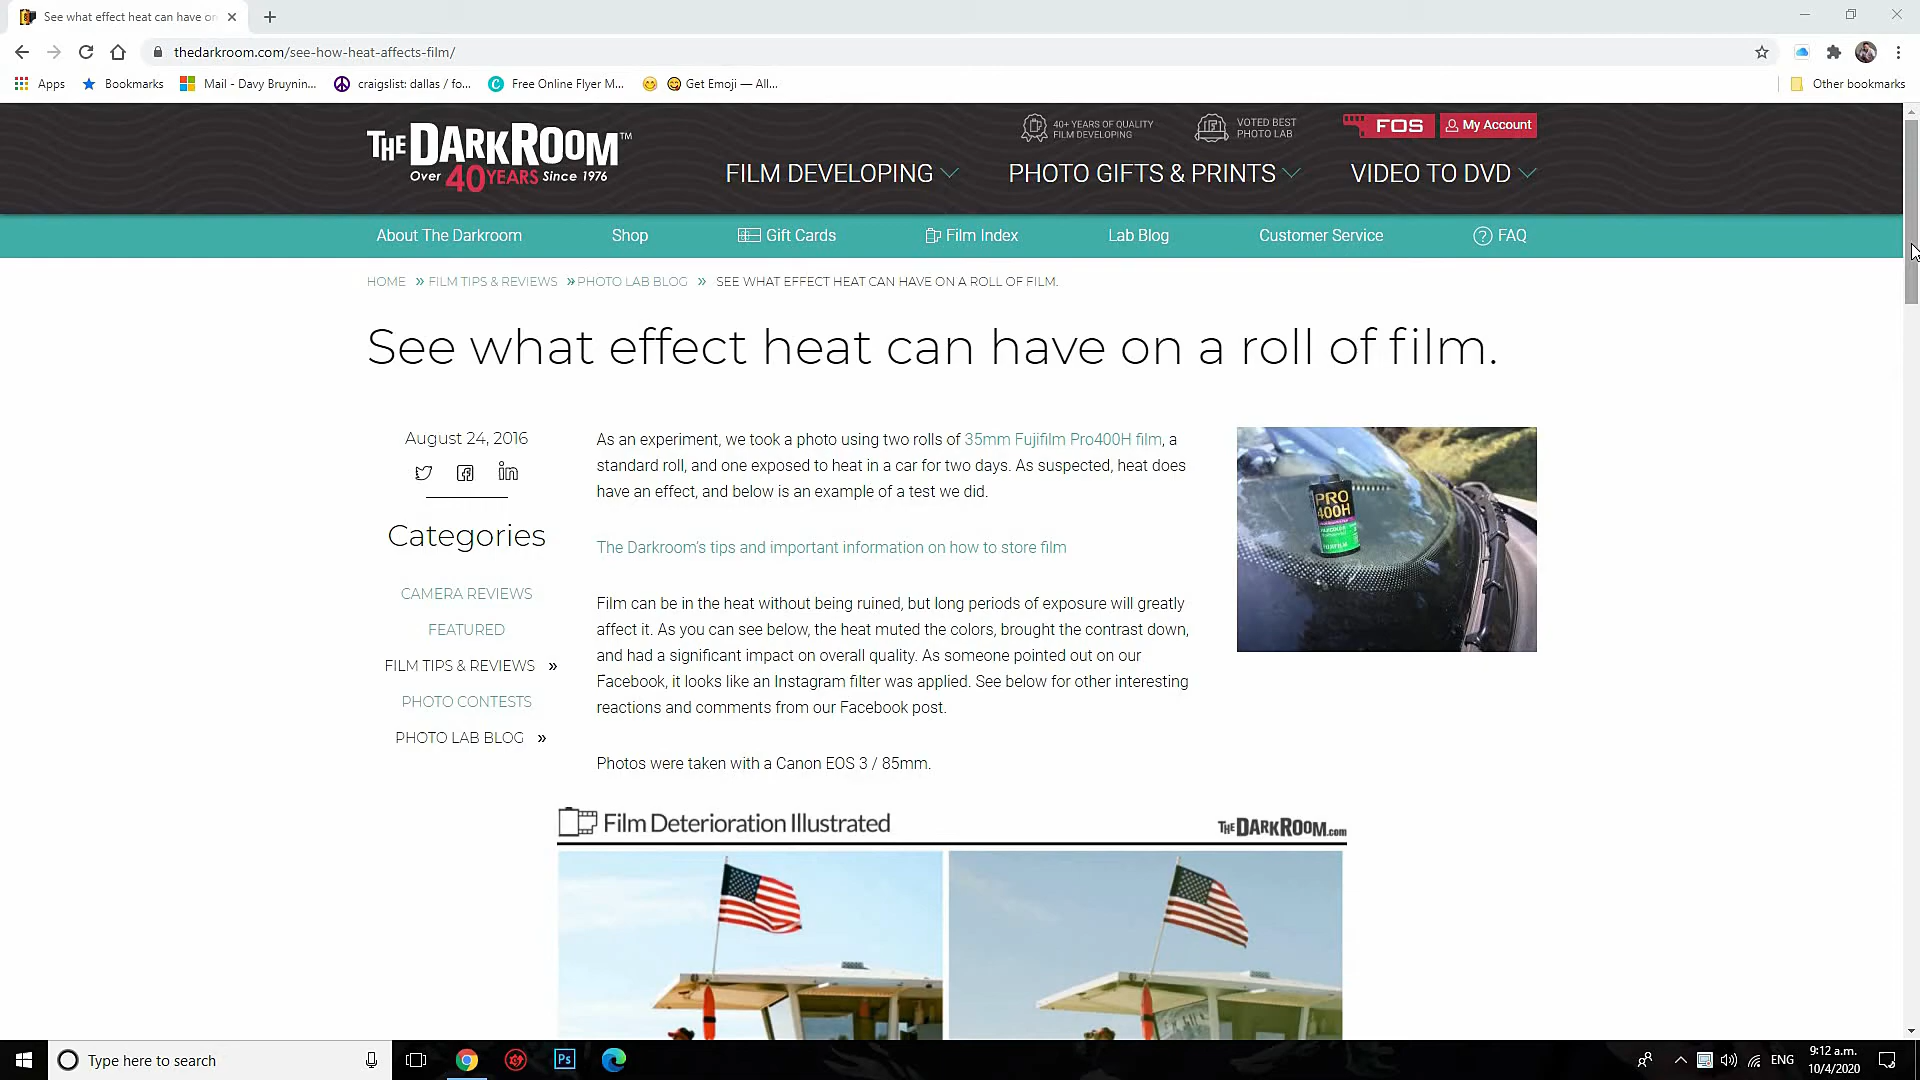 See what effect heat can have on
thedarkroom.com/see-how-heat-affects-film/
Apps
Bookmarks
Mail - Davy Bruynin...
craigslist: dallas / fo...
Free Online Flyer M...
Get Emoji — All...
Other bookmarks
THE DARKROOM™
Over 40 YEARS Since 1976
40+ YEARS OF QUALITY
FILM DEVELOPING
VOTED BEST
PHOTO LAB
FOS
My Account
FILM DEVELOPING
PHOTO GIFTS & PRINTS
VIDEO TO DVD
About The Darkroom
Shop
Gift Cards
Film Index
Lab Blog
Customer Service
? FAQ
HOME » FILM TIPS & REVIEWS » PHOTO LAB BLOG » SEE WHAT EFFECT HEAT CAN HAVE ON A ROLL OF FILM.
See what effect heat can have on a roll of film.
August 24, 2016
Categories
CAMERA REVIEWS
FEATURED
FILM TIPS & REVIEWS »
PHOTO CONTESTS
PHOTO LAB BLOG »
As an experiment, we took a photo using two rolls of 35mm Fujifilm Pro400H film, a
standard roll, and one exposed to heat in a car for two days. As suspected, heat does
have an effect, and below is an example of a test we did.
The Darkroom's tips and important information on how to store film
Film can be in the heat without being ruined, but long periods of exposure will greatly
affect it. As you can see below, the heat muted the colors, brought the contrast down,
and had a significant impact on overall quality. As someone pointed out on our
Facebook, it looks like an Instagram filter was applied. See below for other interesting
reactions and comments from our Facebook post.
Photos were taken with a Canon EOS 3 / 85mm.
PRO
400H
Film Deterioration Illustrated
THE DARKROOM.com
Type here to search
Ps
ENG
9:12 a.m.
10/4/2020